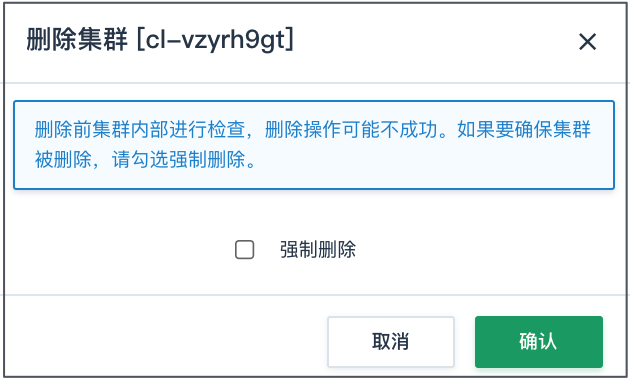 删除集群 [cl-vzyrh9gt]
删除前集群内部进行检查，删除操作可能不成功。如果要确保集群
被删除，请勾选强制删除。
强制删除
取消
确认